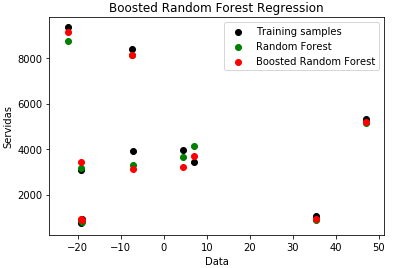 Boosted Random Forest Regression
Training samples
Random Forest
Boosted Random Forest
Servidas
8000
6000
4000
2000
−20
−10
0
10
20
30
40
50
Data